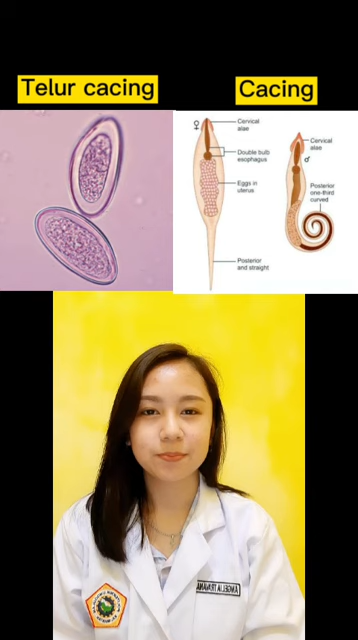 Telur cacing
Cacing
♀
Cervical
alae
Double bulb
esophagus
Eggs in
uterus
Posterior
and straight
Cervical
alae
♂
Posterior
one-third
curved